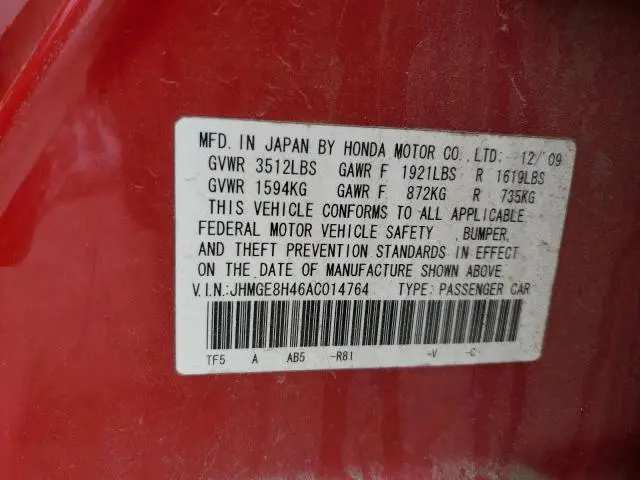 MFD. IN JAPAN BY HONDA MOTOR CO., LTD: 12/'09
GVWR 3512LBS GAWR F 1921LBS R 1619LBS
GVWR 1594KG GAWR F 872KG R 735KG
THIS VEHICLE CONFORMS TO ALL APPLICABLE
FEDERAL MOTOR VEHICLE SAFETY , BUMPER,
AND THEFT PREVENTION STANDARDS IN EFFECT
ON THE DATE OF MANUFACTURE SHOWN ABOVE.
V.I.N.:JHMGE8H46AC014764 TYPE: PASSENGER CAR
TF5 A AB5 -R81 -V -C-